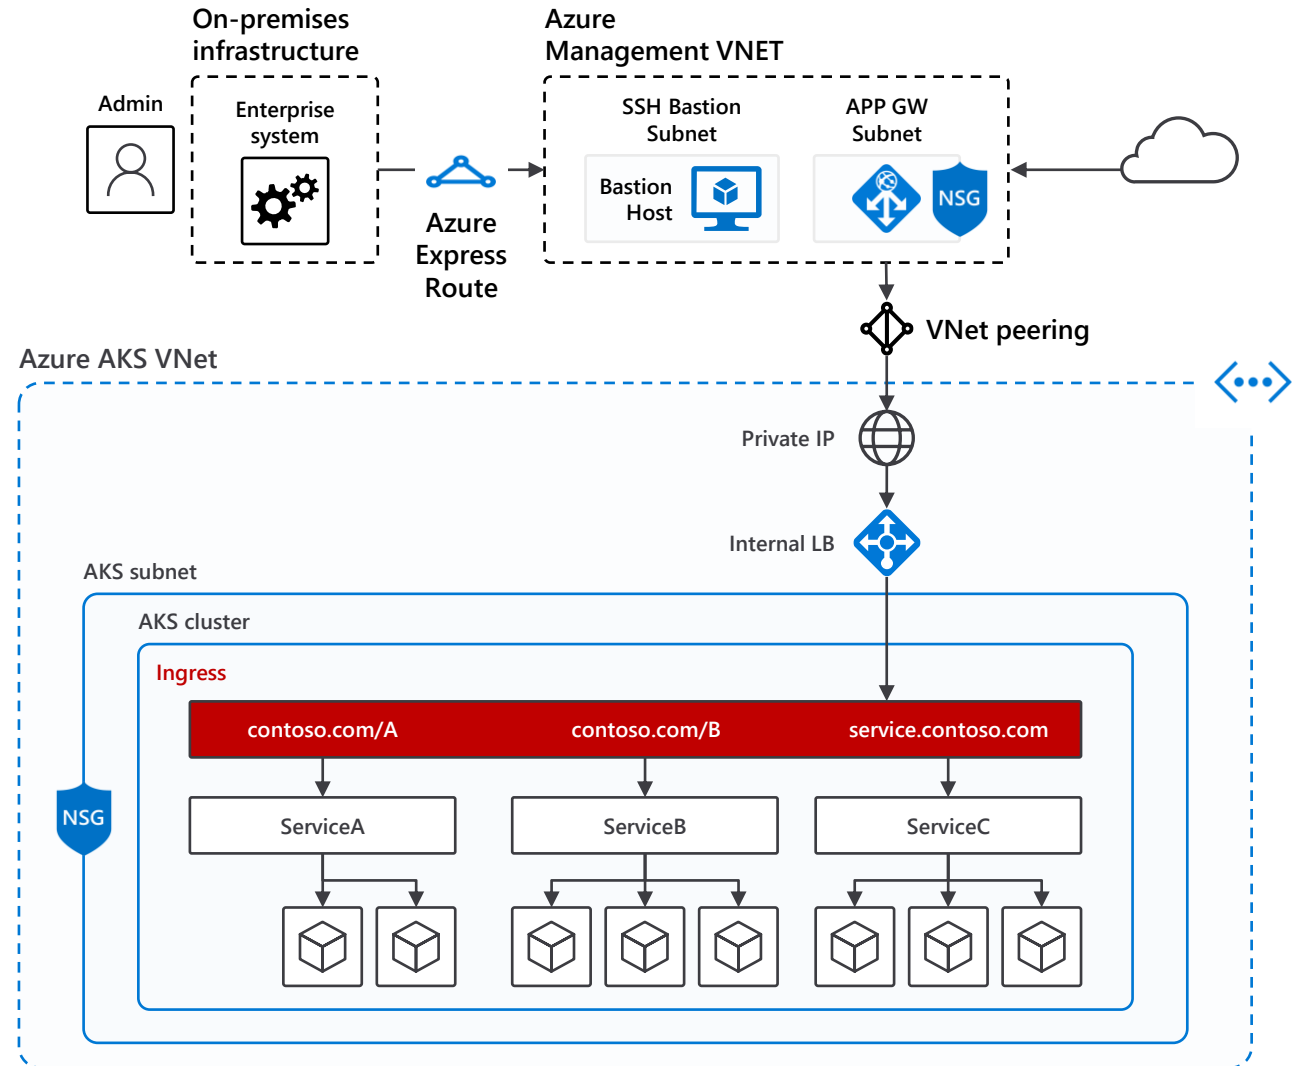 On-premises
infrastructure
Azure
Management VNET
Admin
Enterprise
system
SSH Bastion
Subnet
APP GW
Subnet
Bastion
Host
NSG
Azure
Express
Route
VNet peering
Azure AKS VNet
Private IP
Internal LB
AKS subnet
AKS cluster
Ingress
contoso.com/A
contoso.com/B
service.contoso.com
NSG
ServiceA
ServiceB
ServiceC